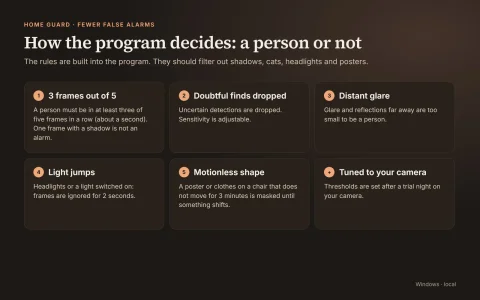 HOME GUARD · FEWER FALSE ALARMS
How the program decides: a person or not
The rules are built into the program. They should filter out shadows, cats, headlights and posters.
1 3 frames out of 5
A person must be in at least three of
five frames in a row (about a second).
One frame with a shadow is not an
alarm.
2 Doubtful finds dropped
Uncertain detections are dropped.
Sensitivity is adjustable.
3 Distant glare
Glare and reflections far away are too
small to be a person.
4 Light jumps
Headlights or a light switched on:
frames are ignored for 2 seconds.
5 Motionless shape
A poster or clothes on a chair that does
not move for 3 minutes is masked until
something shifts.
+ Tuned to your camera
Thresholds are set after a trial night on
your camera.
Windows · local